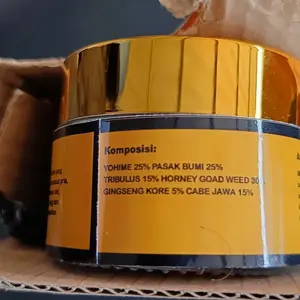 Komposisi:
YOHIME 25% PASAK BUMI 25%
TRIBULUS 15% HORNEY GOAD WEED 30
GINGSENG KORE 5% CABE JAWA 15%